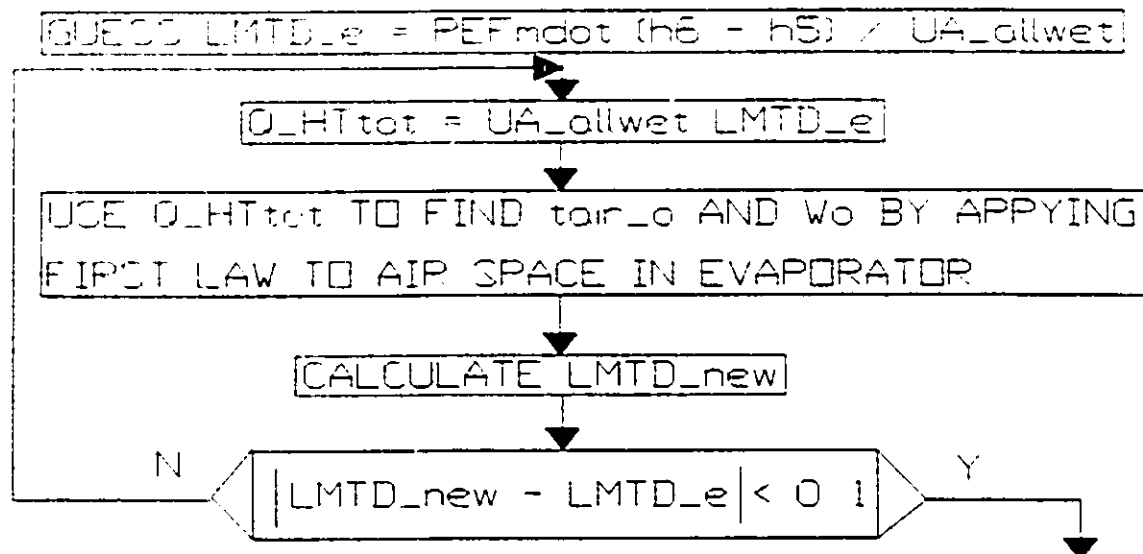 GUESS LMTD_e = PEFmdot (h6 - h5) / UA_allwet
Q_HTtot = UA_allwet LMTD_e
USE Q_HTtot TO FIND tair_o AND Wo BY APPYING
FIRST LAW TO AIR SPACE IN EVAPORATOR
CALCULATE LMTD_new
N
|LMTD_new - LMTD_e| < 0 1
Y